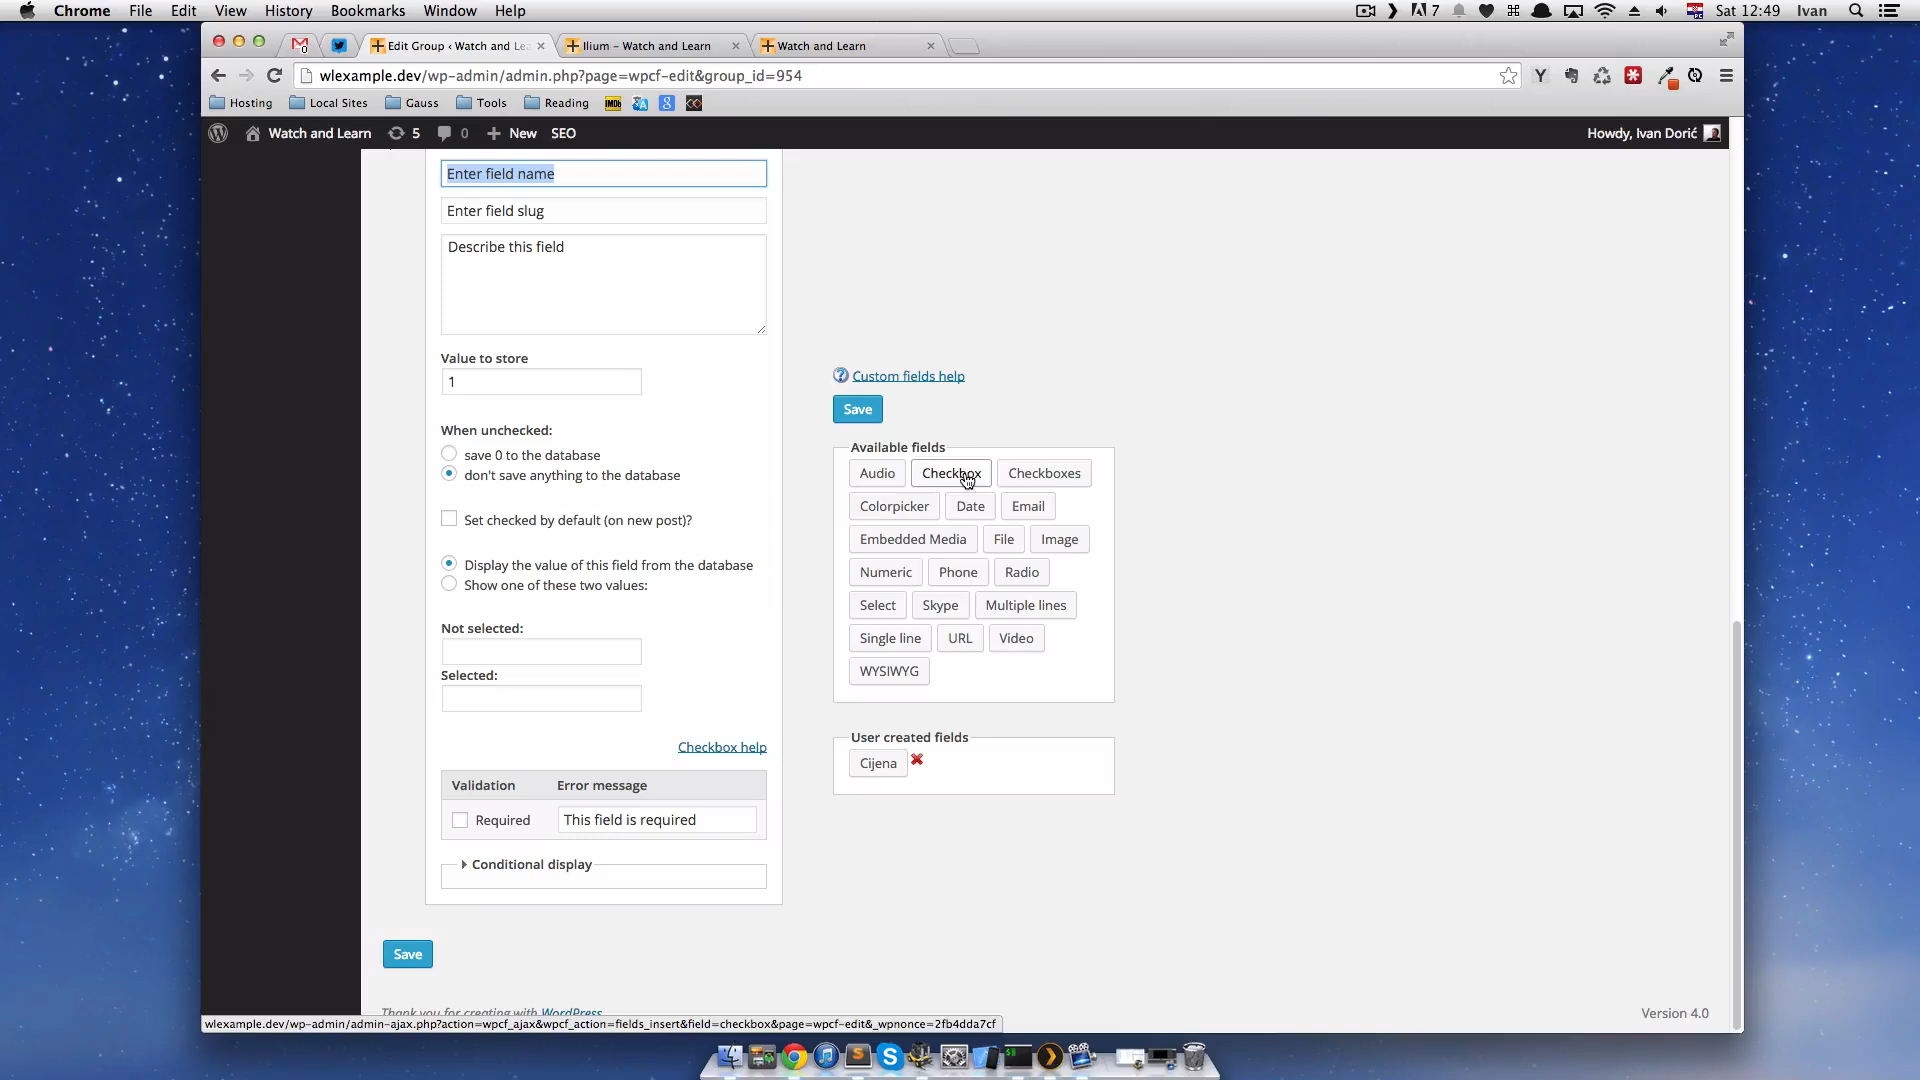 Chrome File Edit View History Bookmarks Window Help
7 Sat 12:49 Ivan
Edit Group ‹ Watch and Le
Ilium – Watch and Learn
Watch and Learn
wlexample.dev/wp-admin/admin.php?page=wpcf-edit&group_id=954
Hosting Local Sites Gauss Tools Reading IMDb
Watch and Learn 5 0 New SEO Howdy, Ivan Dorić
Enter field name
Enter field slug
Describe this field
Value to store
1
When unchecked:
save 0 to the database
don't save anything to the database
Set checked by default (on new post)?
Display the value of this field from the database
Show one of these two values:
Not selected:
Selected:
Checkbox help
Validation Error message
Required This field is required
Conditional display
Save
Custom fields help
Save
Available fields
Audio Checkbox Checkboxes
Colorpicker Date Email
Embedded Media File Image
Numeric Phone Radio
Select Skype Multiple lines
Single line URL Video
WYSIWYG
User created fields
Cijena
Thank you for creating with WordPress
Version 4.0
wlexample.dev/wp-admin/admin-ajax.php?action=wpcf_ajax&wpcf_action=fields_insert&field=checkbox&page=wpcf-edit&_wpnonce=2fb4dda7cf